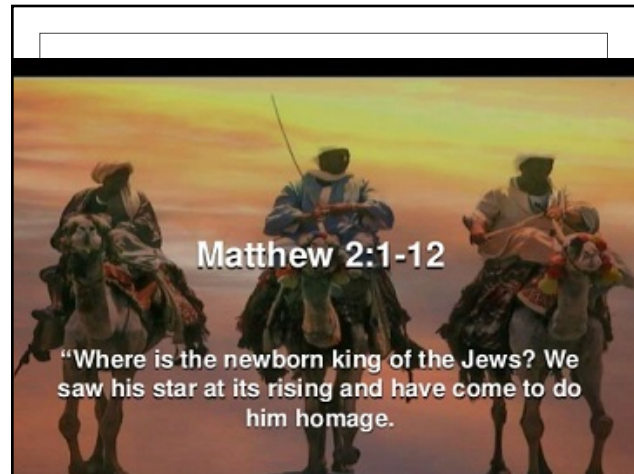 Matthew 2:1-12
“Where is the newborn king of the Jews? We
saw his star at its rising and have come to do
him homage.